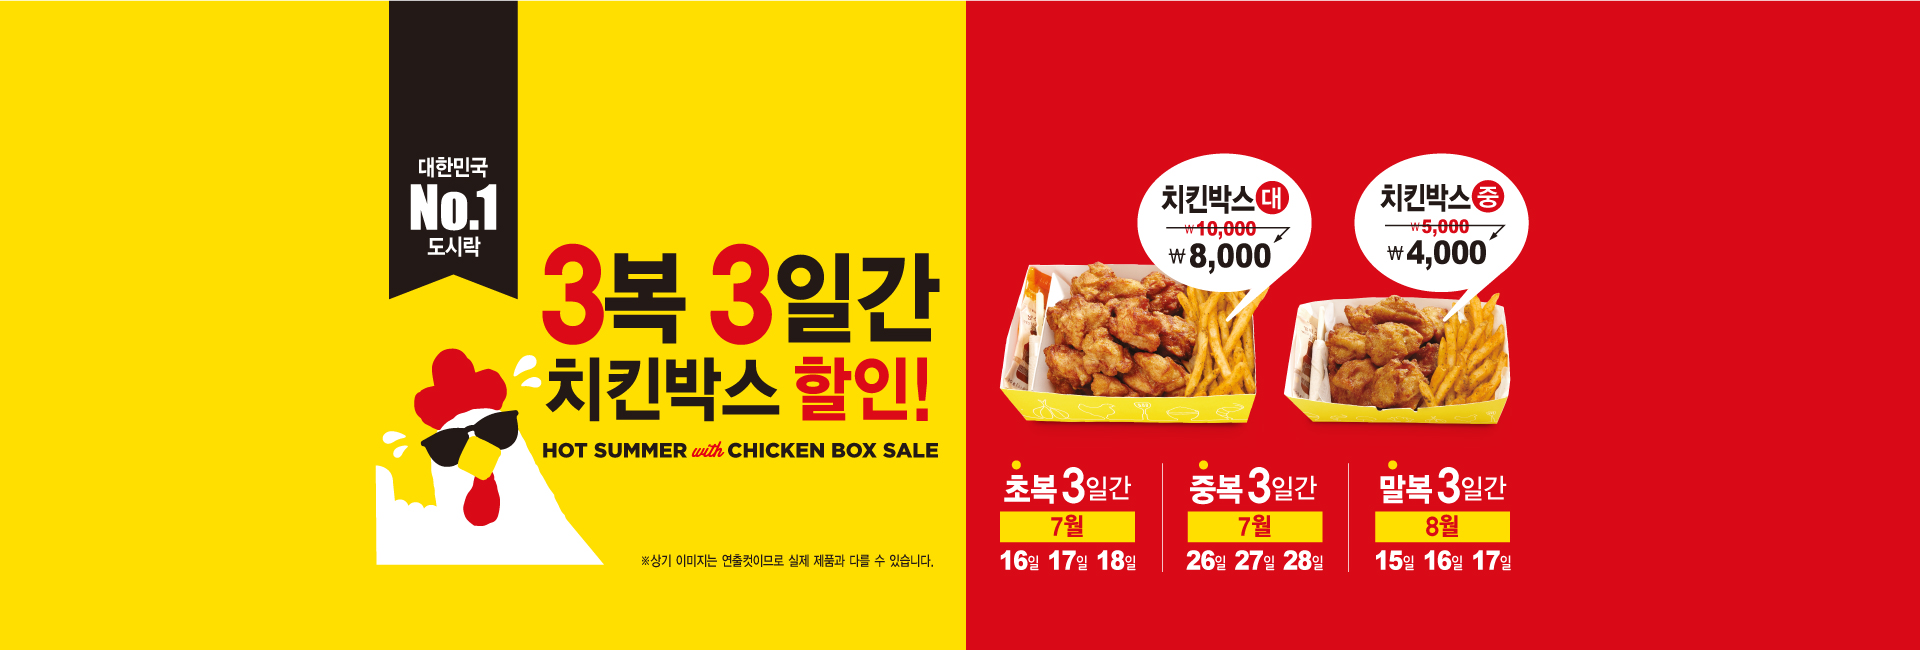 대한민국
No.1
도시락
3복 3일간
치킨박스 할인!
HOT SUMMER with CHICKEN BOX SALE
※상기 이미지는 연출컷이므로 실제 제품과 다를 수 있습니다.
치킨박스 대
₩10,000
₩8,000
치킨박스 중
₩5,000
₩4,000
초복 3일간
7월
16일 17일 18일
중복 3일간
7월
26일 27일 28일
말복 3일간
8월
15일 16일 17일